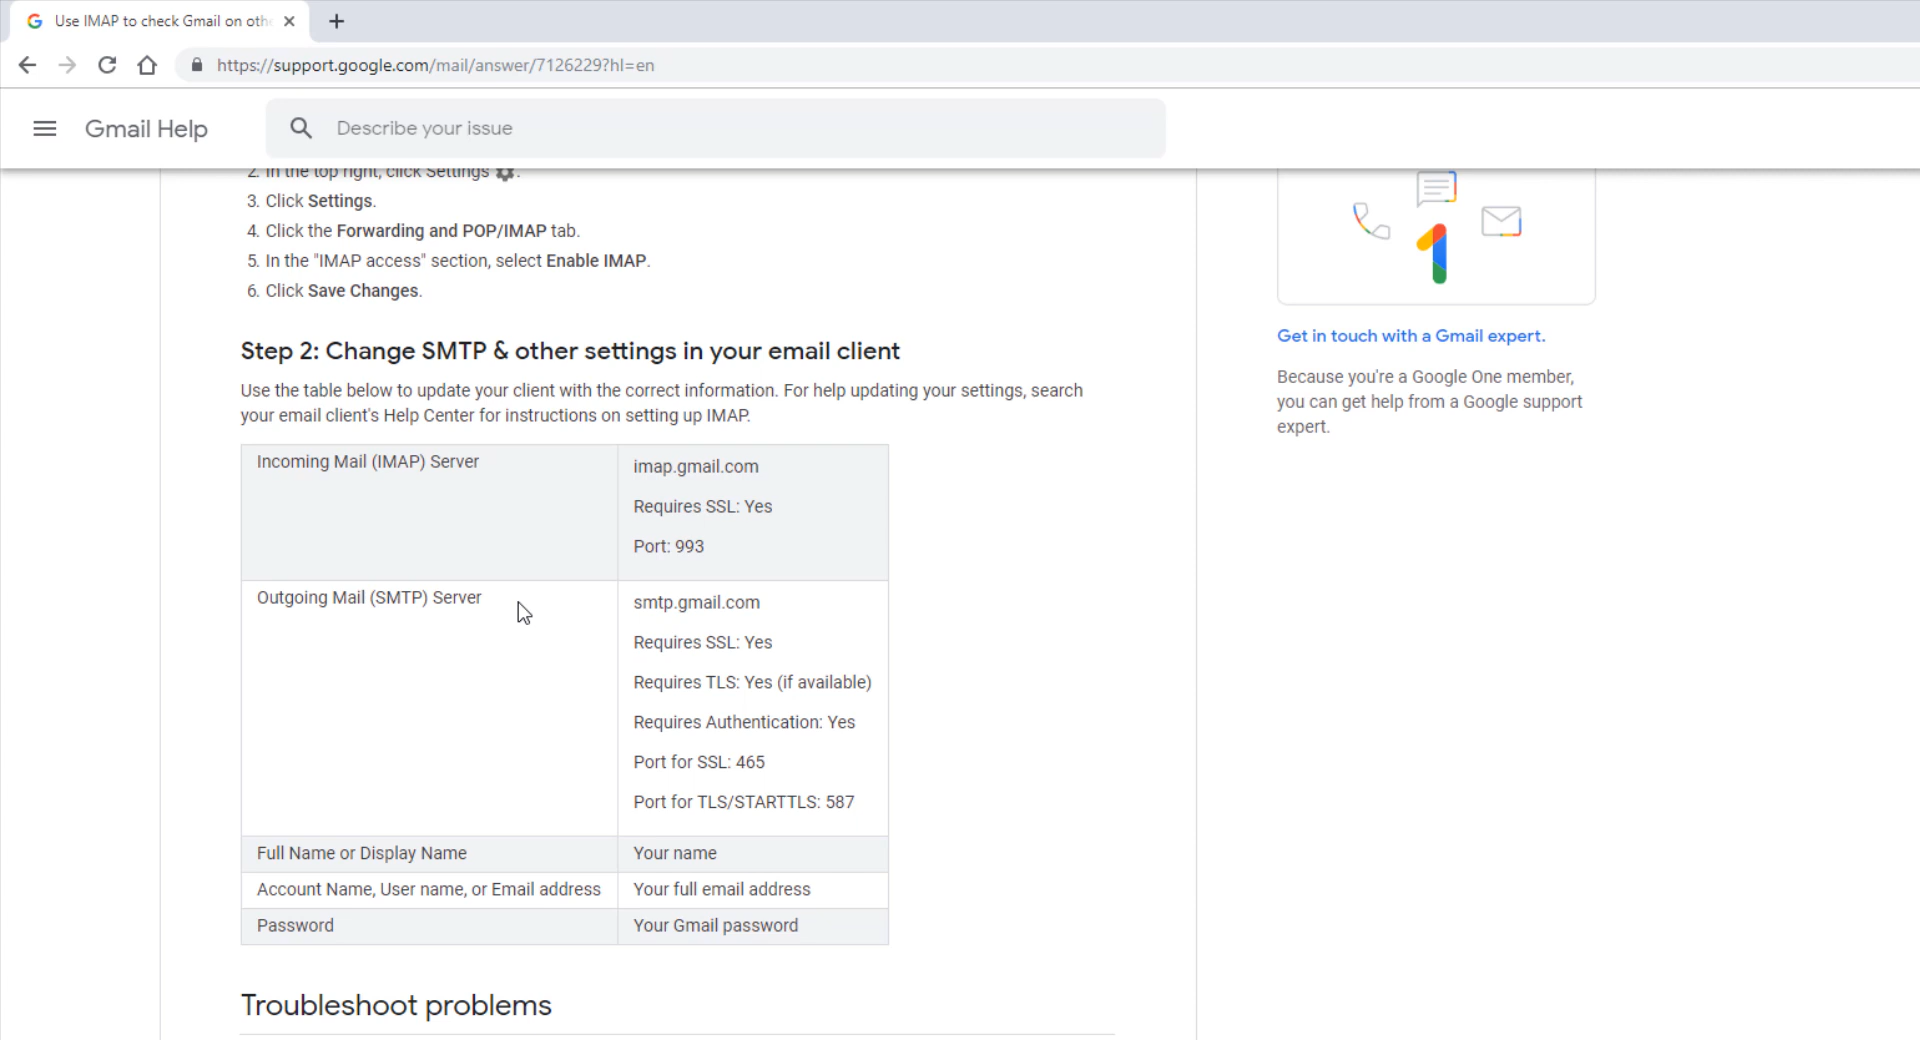 Use IMAP to check Gmail on oth
https://support.google.com/mail/answer/7126229?hl=en
Gmail Help
Describe your issue
2. In the top right, click Settings .
3. Click Settings.
4. Click the Forwarding and POP/IMAP tab.
5. In the "IMAP access" section, select Enable IMAP.
6. Click Save Changes.
Step 2: Change SMTP & other settings in your email client
Use the table below to update your client with the correct information. For help updating your settings, search
your email client's Help Center for instructions on setting up IMAP.
Incoming Mail (IMAP) Server
imap.gmail.com
Requires SSL: Yes
Port: 993
Outgoing Mail (SMTP) Server
smtp.gmail.com
Requires SSL: Yes
Requires TLS: Yes (if available)
Requires Authentication: Yes
Port for SSL: 465
Port for TLS/STARTTLS: 587
Full Name or Display Name
Your name
Account Name, User name, or Email address
Your full email address
Password
Your Gmail password
Troubleshoot problems
Get in touch with a Gmail expert.
Because you're a Google One member,
you can get help from a Google support
expert.